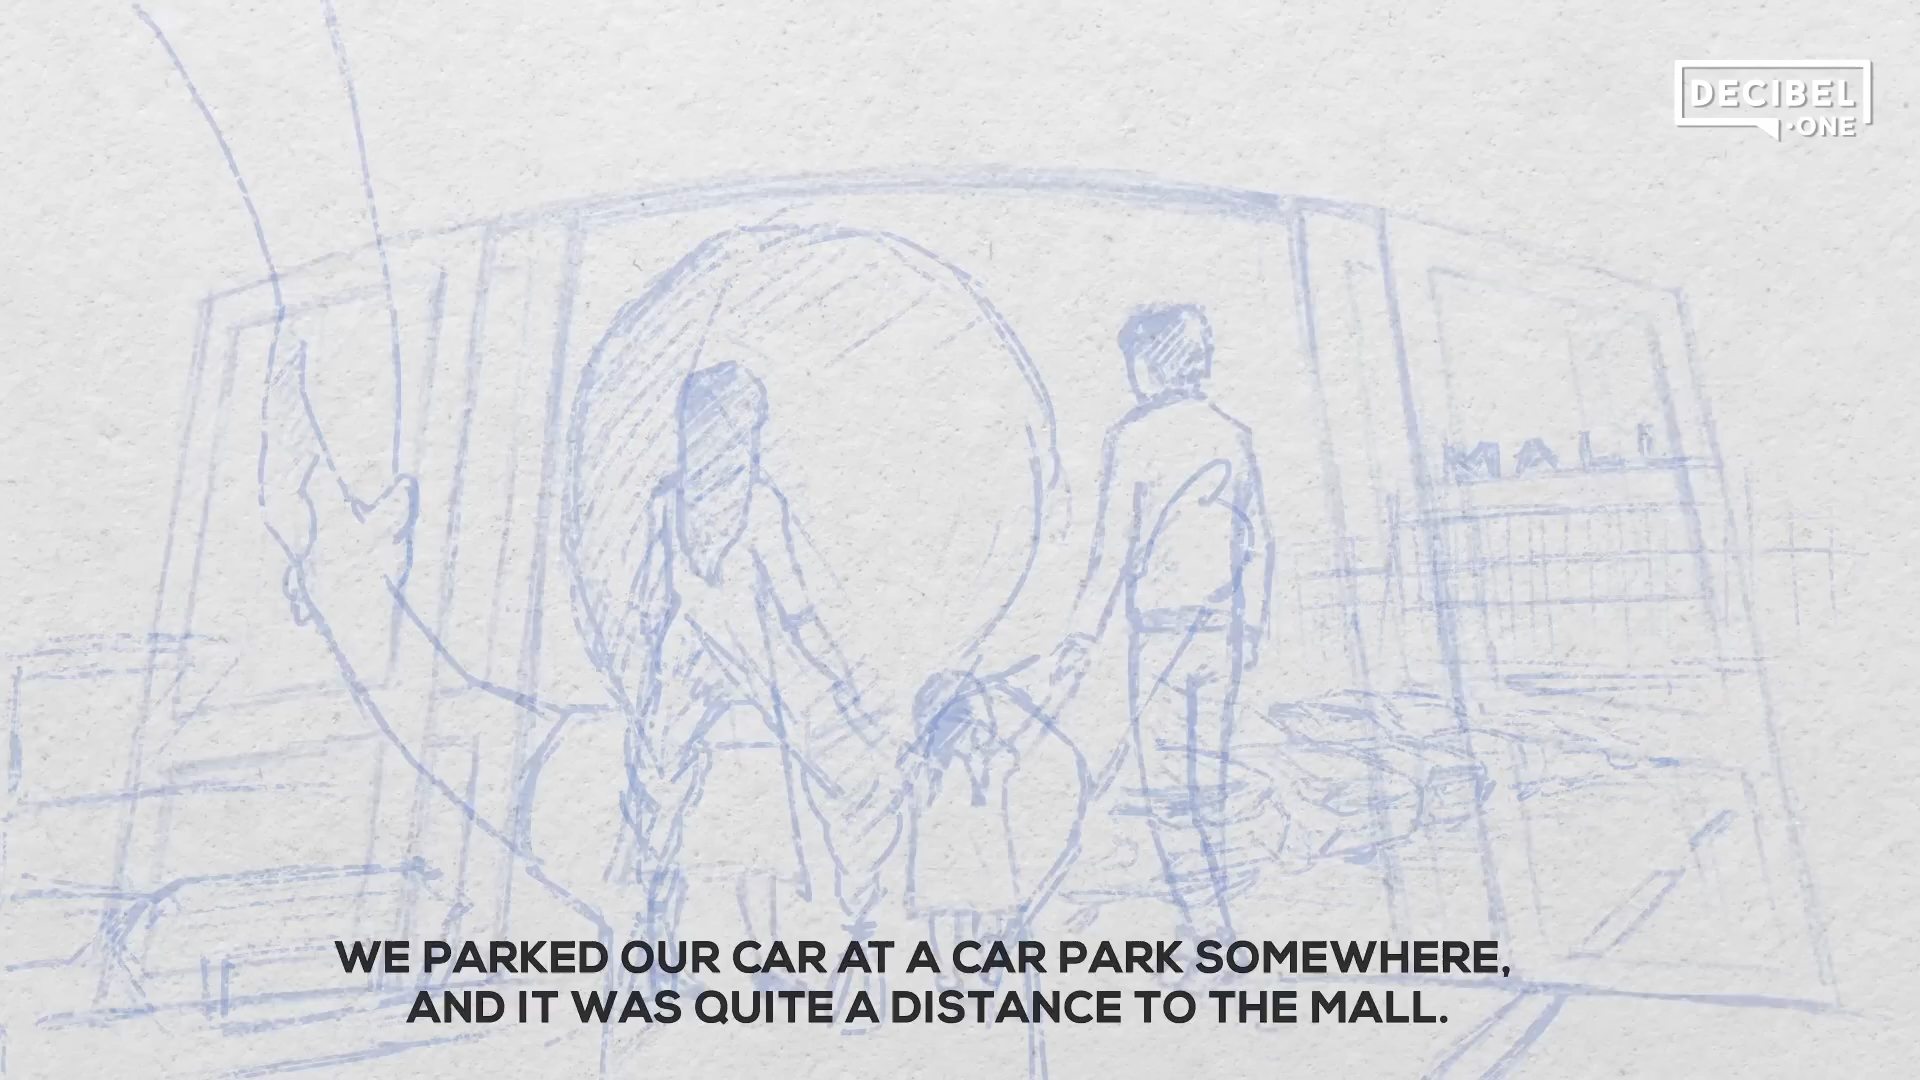 DECIBEL
·ONE
MALL
WE PARKED OUR CAR AT A CAR PARK SOMEWHERE,
AND IT WAS QUITE A DISTANCE TO THE MALL.